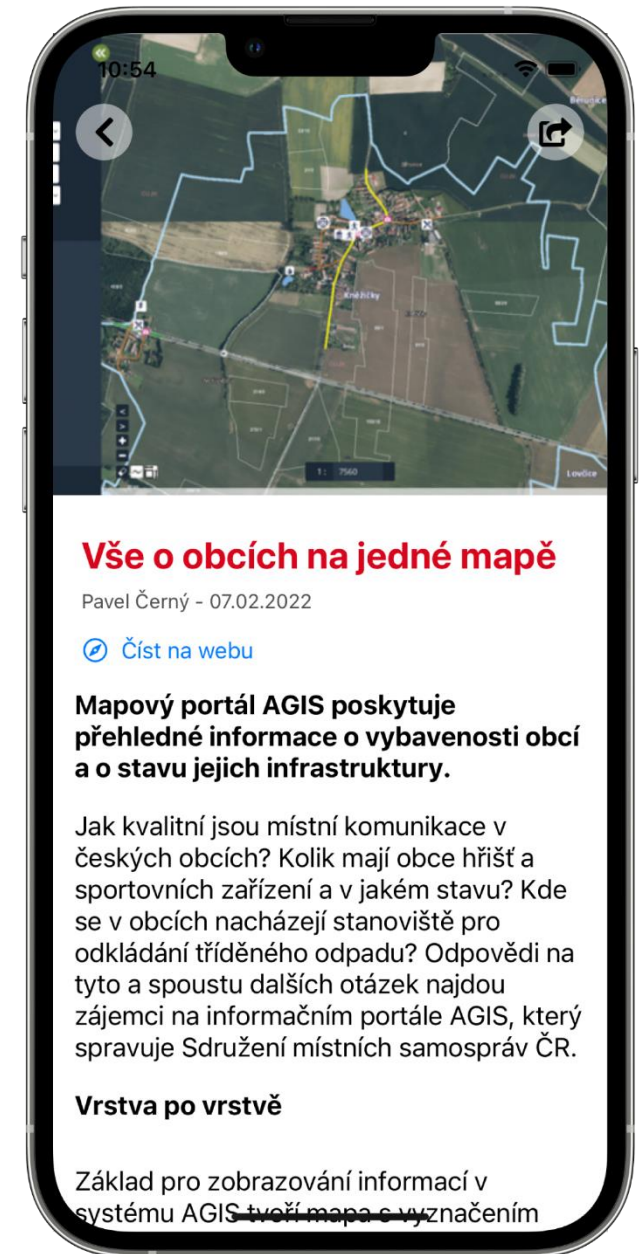 10:54
Běrunice
Kněžičky
1 : 7560
Lovčice
Vše o obcích na jedné mapě
Pavel Černý - 07.02.2022
Číst na webu
Mapový portál AGIS poskytuje
přehledné informace o vybavenosti obcí
a o stavu jejich infrastruktury.
Jak kvalitní jsou místní komunikace v
českých obcích? Kolik mají obce hřišť a
sportovních zařízení a v jakém stavu? Kde
se v obcích nacházejí stanoviště pro
odkládání tříděného odpadu? Odpovědi na
tyto a spoustu dalších otázek najdou
zájemci na informačním portále AGIS, který
spravuje Sdružení místních samospráv ČR.
Vrstva po vrstvě
Základ pro zobrazování informací v
systému AGIS tvoří mapa s vyznačením